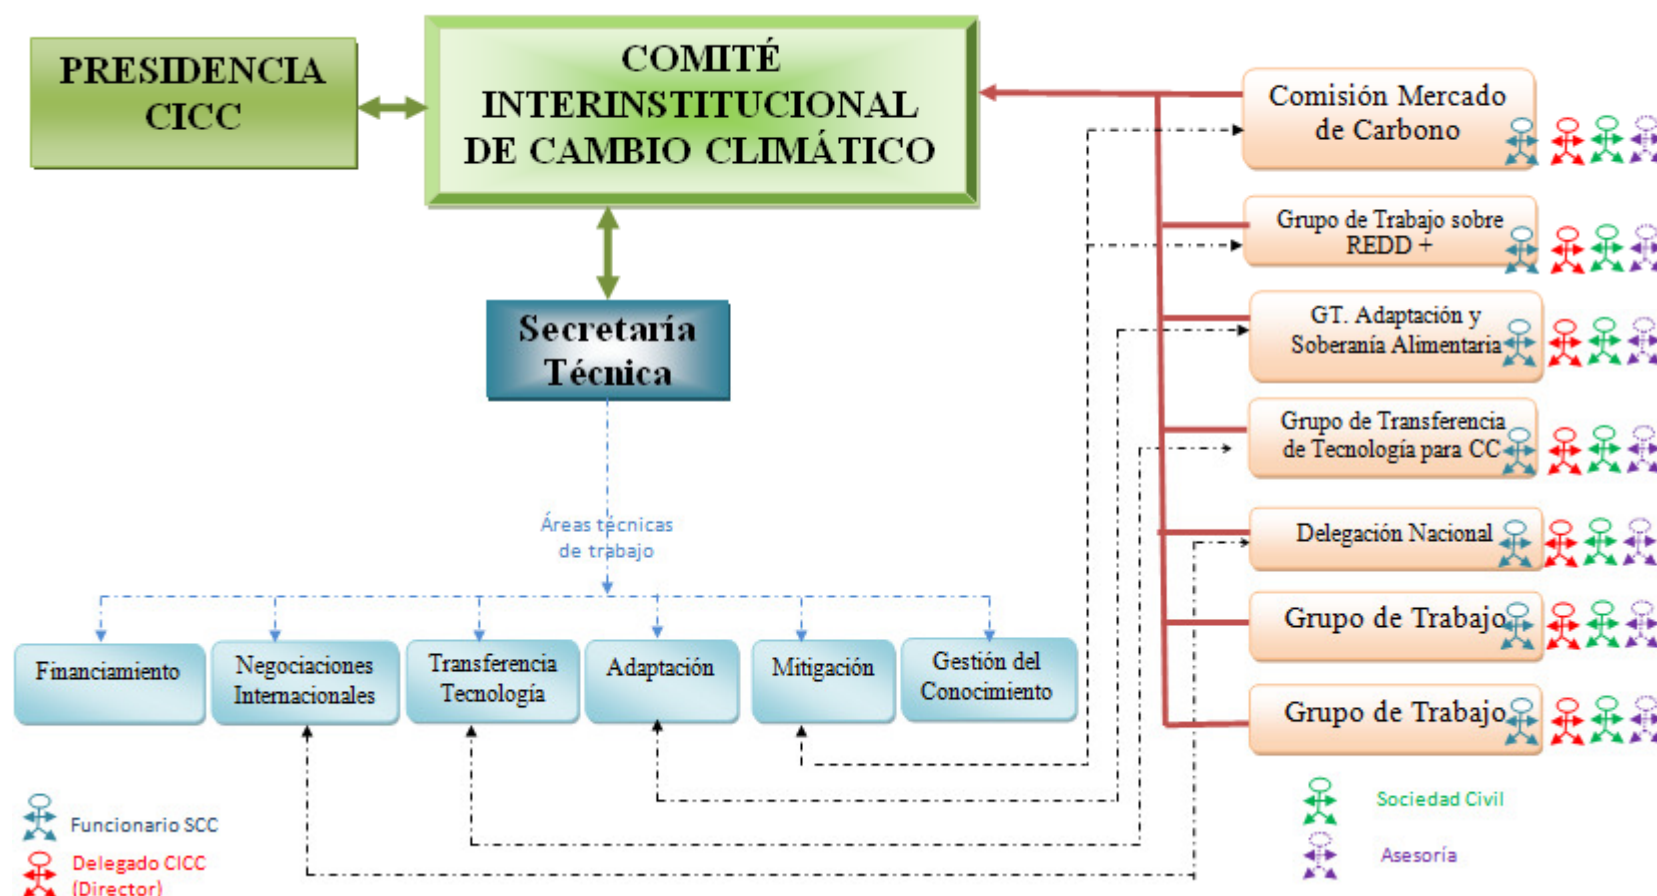 PRESIDENCIA
CICC
COMITÉ
INTERINSTITUCIONAL
DE CAMBIO CLIMÁTICO
Secretaría
Técnica
Áreas técnicas
de trabajo
Financiamiento
Negociaciones
Internacionales
Transferencia
Tecnología
Adaptación
Mitigación
Gestión del
Conocimiento
Comisión Mercado
de Carbono
Grupo de Trabajo sobre
REDD +
GT. Adaptación y
Soberanía Alimentaria
Grupo de Transferencia
de Tecnología para CC
Delegación Nacional
Grupo de Trabajo
Grupo de Trabajo
Funcionario SCC
Delegado CICC
(Director)
Sociedad Civil
Asesoría